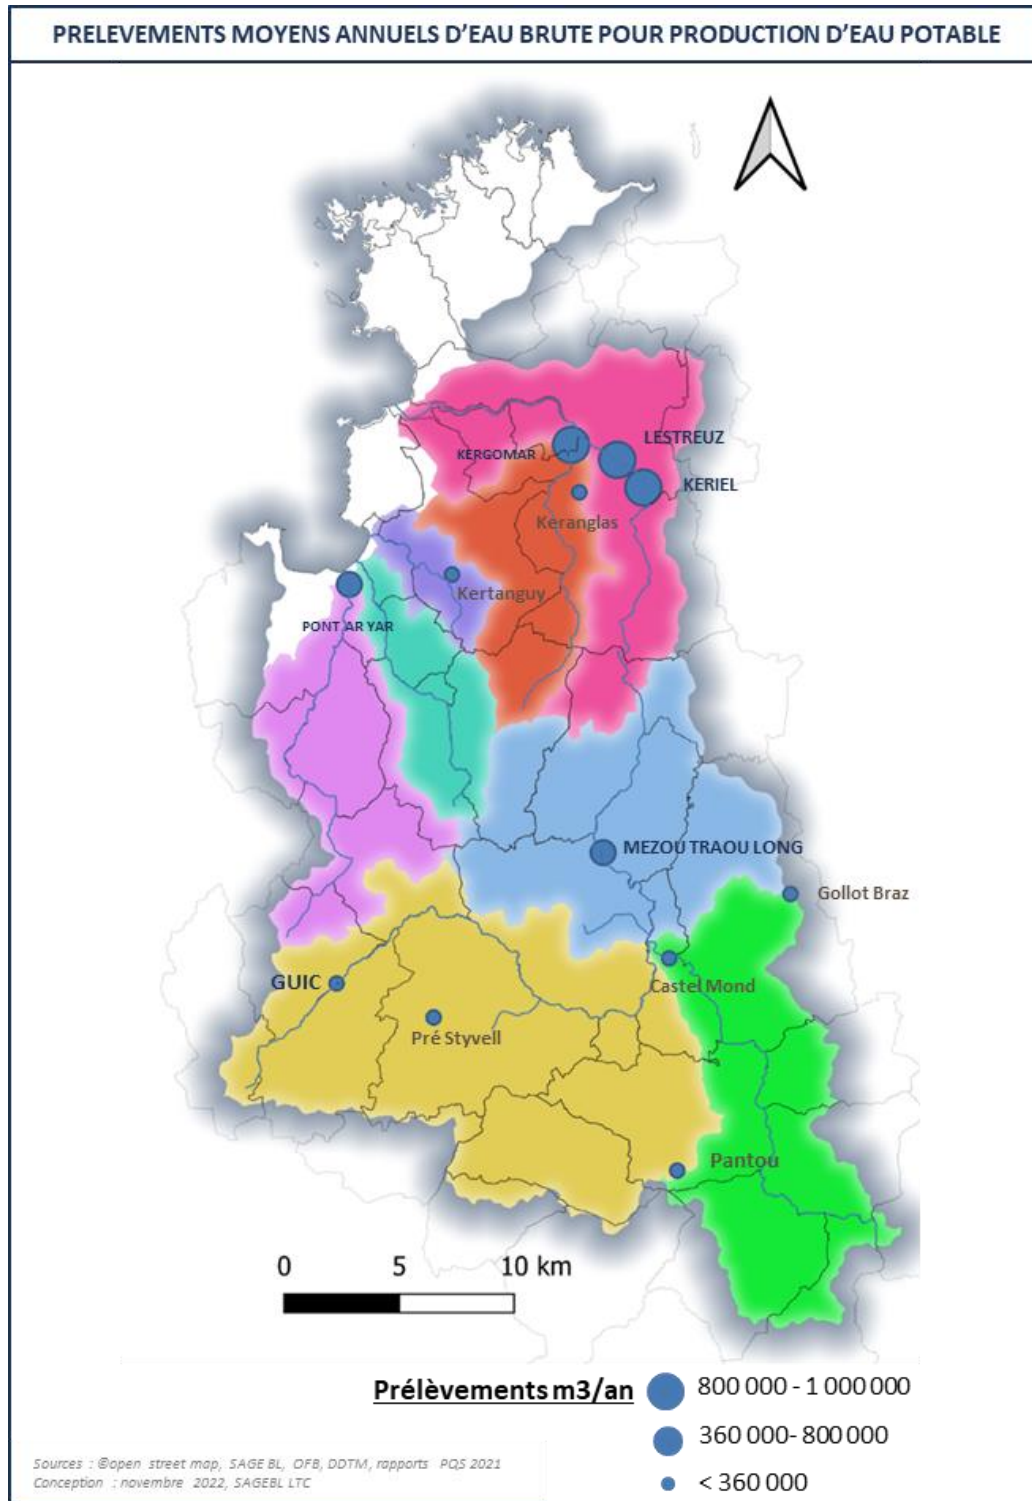 PRELEVEMENTS MOYENS ANNUELS D'EAU BRUTE POUR PRODUCTION D'EAU POTABLE
LESTREUZ
KERGOMAR
KERIEL
Keranglas
Kertanguy
PONT AR YAR
MEZOU TRAOU LONG
Gollot Braz
GUIC
Castel Mond
Pré Styvell
Pantou
0 5 10 km
Prélèvements m3/an
800 000 - 1 000 000
360 000- 800 000
< 360 000
Sources : ©open street map, SAGE BL, OFB, DDTM, rapports PQS 2021
Conception : novembre 2022, SAGEBL LTC